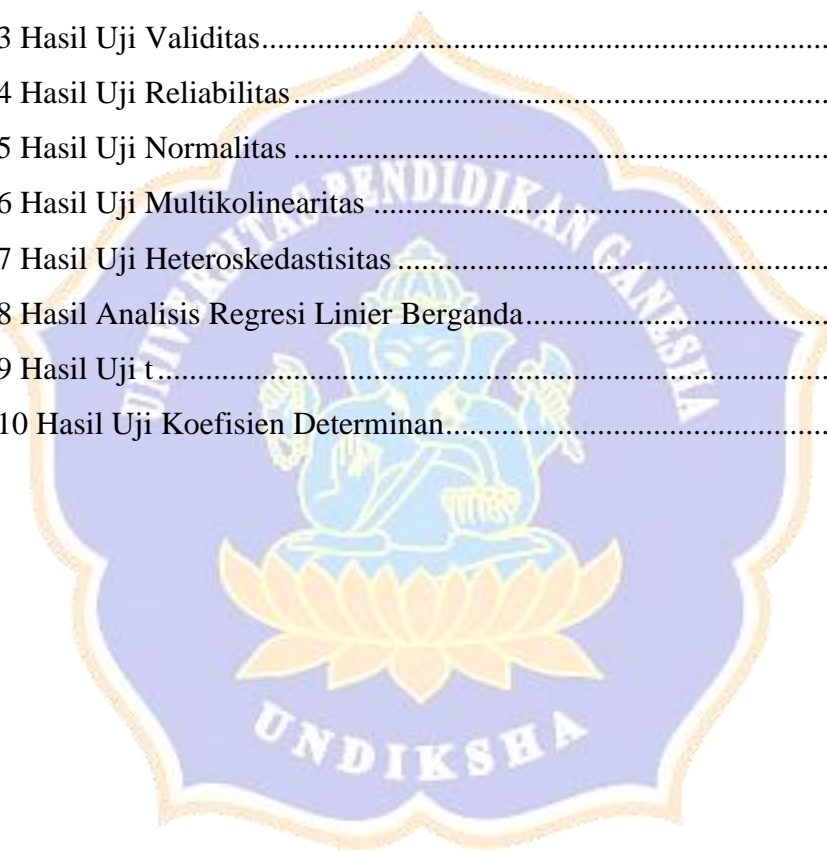 3 Hasil Uji Validitas....................................................................
4 Hasil Uji Reliabilitas................................................................
5 Hasil Uji Normalitas ................................................................
6 Hasil Uji Multikolinearitas ......................................................
7 Hasil Uji Heteroskedastisitas ...................................................
8 Hasil Analisis Regresi Linier Berganda....................................
9 Hasil Uji t.................................................................................
10 Hasil Uji Koefisien Determinan..............................................
UNIVERSITAS PENDIDIKAN GANESHA
UNDIKSHA